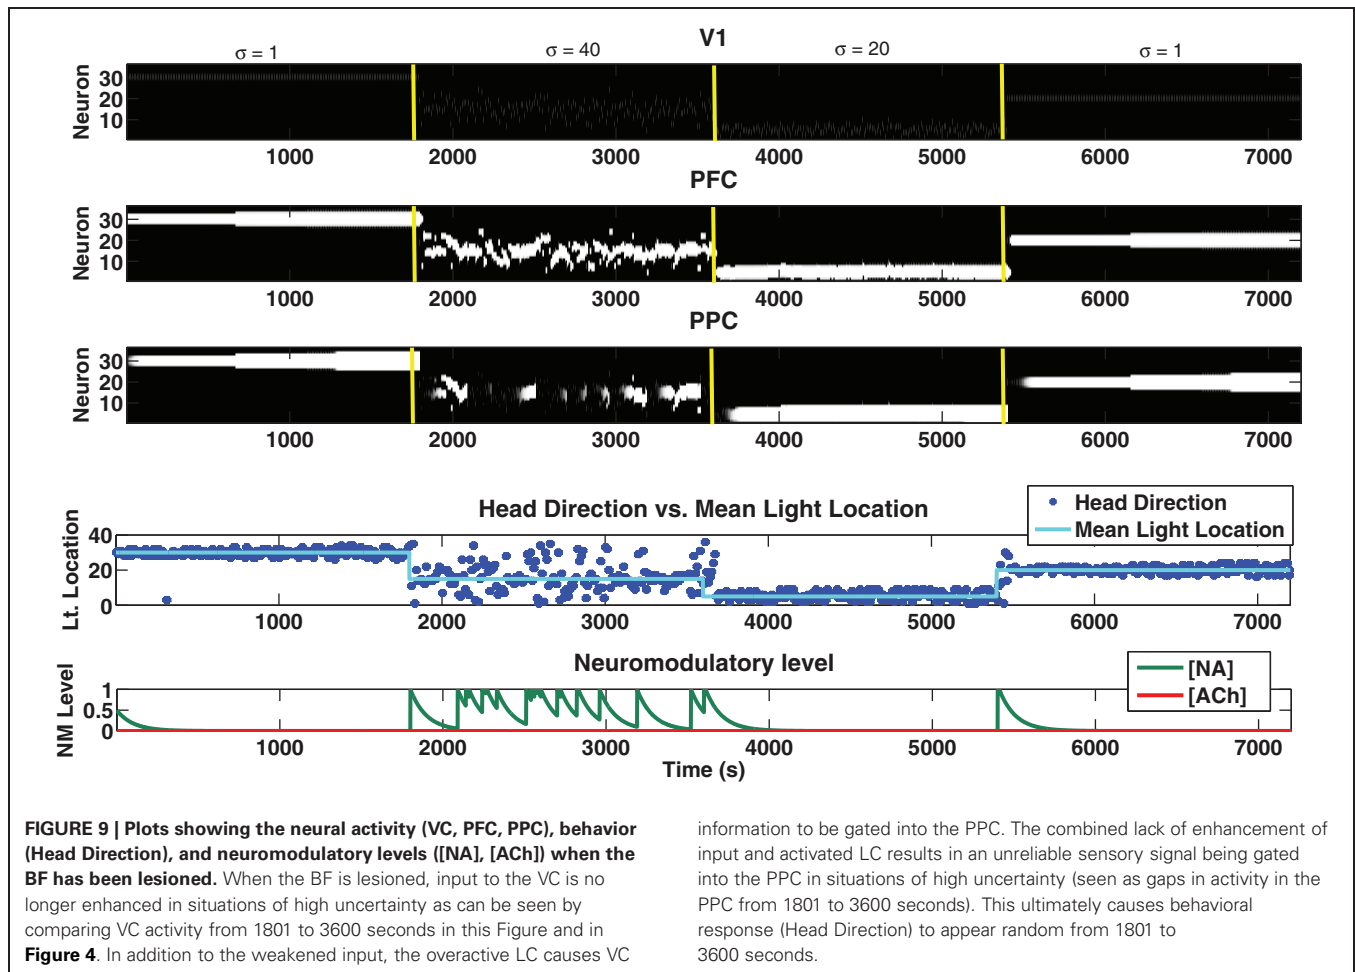 V1
σ = 1
σ = 40
σ = 20
σ = 1
Neuron
30
20
10
1000 2000 3000 4000 5000 6000 7000
PFC
Neuron
30
20
10
1000 2000 3000 4000 5000 6000 7000
PPC
Neuron
30
20
10
1000 2000 3000 4000 5000 6000 7000
Head Direction vs. Mean Light Location
Head Direction
Mean Light Location
Lt. Location
40
20
0
1000 2000 3000 4000 5000 6000 7000
Neuromodulatory level
[NA]
[ACh]
NM Level
1
0.5
0
1000 2000 3000 4000 5000 6000 7000
Time (s)
FIGURE 9 | Plots showing the neural activity (VC, PFC, PPC), behavior
(Head Direction), and neuromodulatory levels ([NA], [ACh]) when the
BF has been lesioned. When the BF is lesioned, input to the VC is no
longer enhanced in situations of high uncertainty as can be seen by
comparing VC activity from 1801 to 3600 seconds in this Figure and in
Figure 4. In addition to the weakened input, the overactive LC causes VC
information to be gated into the PPC. The combined lack of enhancement of
input and activated LC results in an unreliable sensory signal being gated
into the PPC in situations of high uncertainty (seen as gaps in activity in the
PPC from 1801 to 3600 seconds). This ultimately causes behavioral
response (Head Direction) to appear random from 1801 to
3600 seconds.